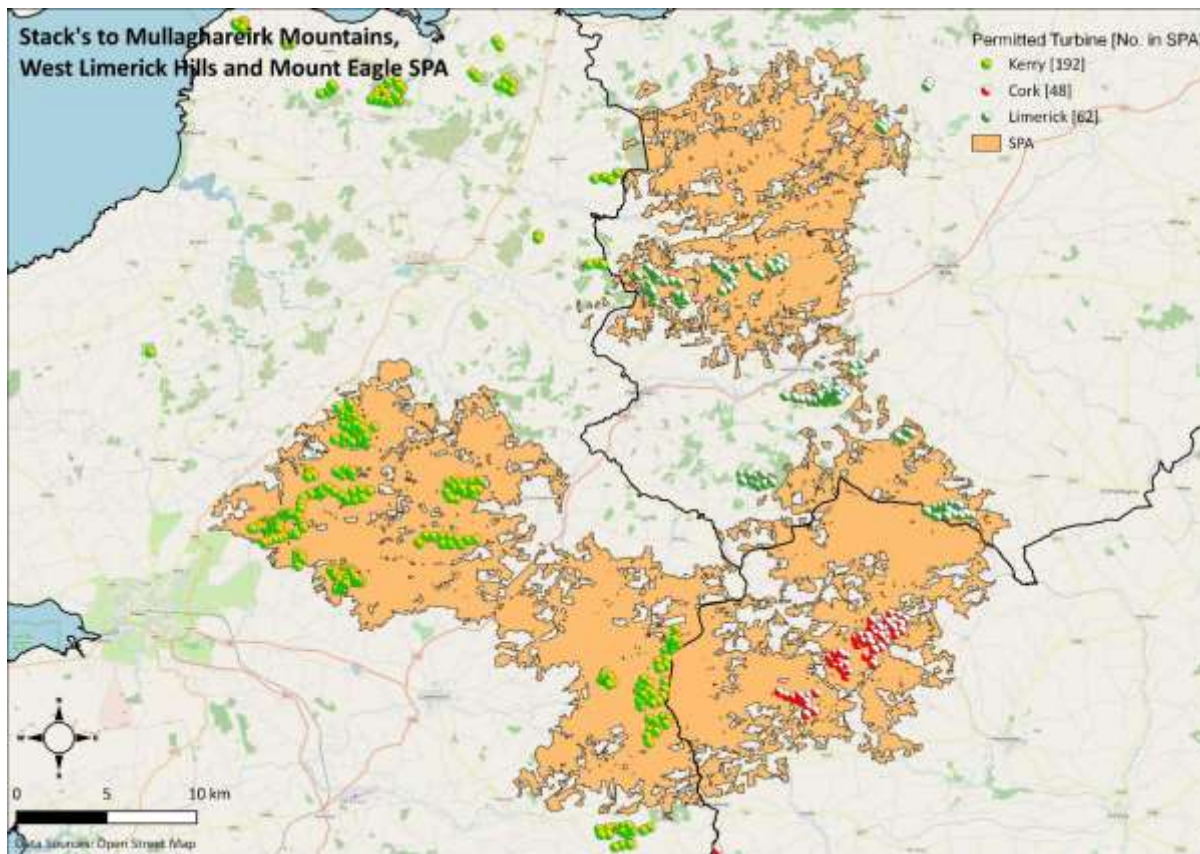 Stack's to Mullaghareirk Mountains,
West Limerick Hills and Mount Eagle SPA
Permitted Turbine [No. in SPA]
Kerry [192]
Cork [48]
Limerick [62]
SPA
N
W
E
S
0 5 10 km
Data Sources: Open Street Map